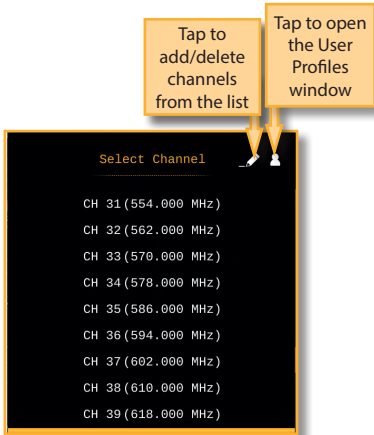 Tap to
add/delete
channels
from the list
Tap to open
the User
Profiles
window
Select Channel
CH 31(554.000 MHz)
CH 32(562.000 MHz)
CH 33(570.000 MHz)
CH 34(578.000 MHz)
CH 35(586.000 MHz)
CH 36(594.000 MHz)
CH 37(602.000 MHz)
CH 38(610.000 MHz)
CH 39(618.000 MHz)